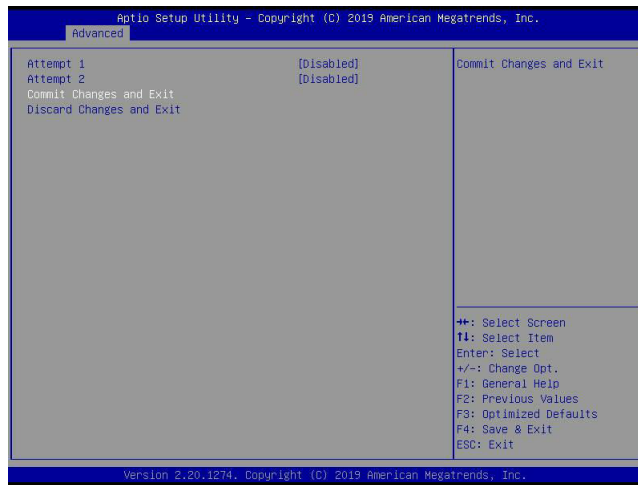 Aptio Setup Utility – Copyright (C) 2019 American Megatrends, Inc.
Advanced
Attempt 1 [Disabled]
Attempt 2 [Disabled]
Commit Changes and Exit
Discard Changes and Exit
Commit Changes and Exit
→←: Select Screen
↑↓: Select Item
Enter: Select
+/-: Change Opt.
F1: General Help
F2: Previous Values
F3: Optimized Defaults
F4: Save & Exit
ESC: Exit
Version 2.20.1274. Copyright (C) 2019 American Megatrends, Inc.